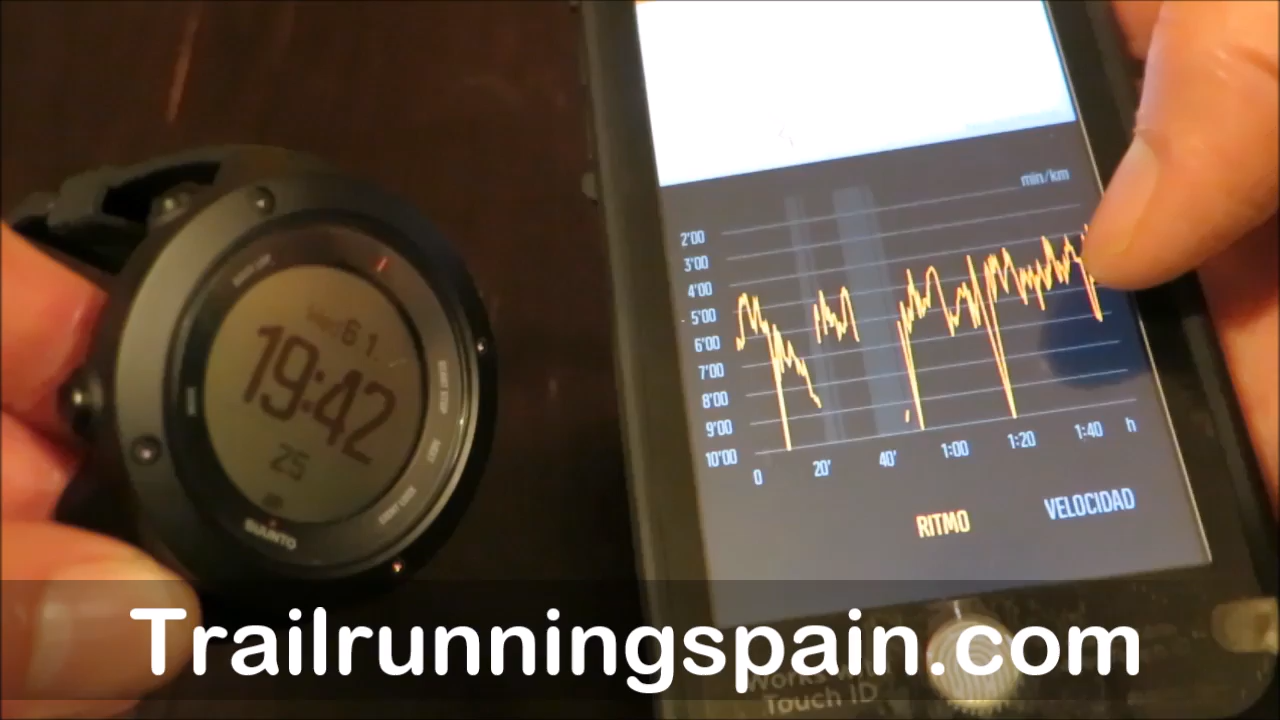 6 1
19:42
25
SUUNTO
min/km
2'00
3'00
4'00
5'00
6'00
7'00
8'00
9'00
10'00
0 20' 40' 1:00 1:20 1:40 h
RITMO VELOCIDAD
Trailrunningspain.com
Touch ID